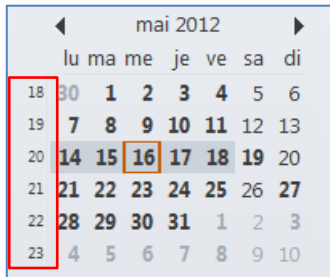 mai 2012
lu ma me je ve sa di
18 30 1 2 3 4 5 6
19 7 8 9 10 11 12 13
20 14 15 16 17 18 19 20
21 21 22 23 24 25 26 27
22 28 29 30 31 1 2 3
23 4 5 6 7 8 9 10